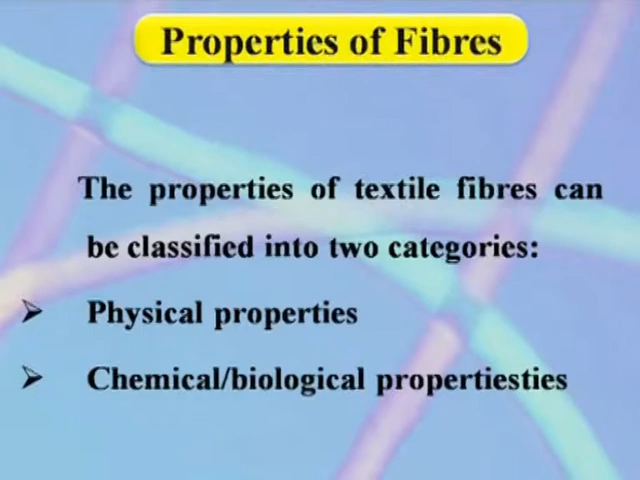 Properties of Fibres
The properties of textile fibres can
be classified into two categories:
➢ Physical properties
➢ Chemical/biological propertiesties